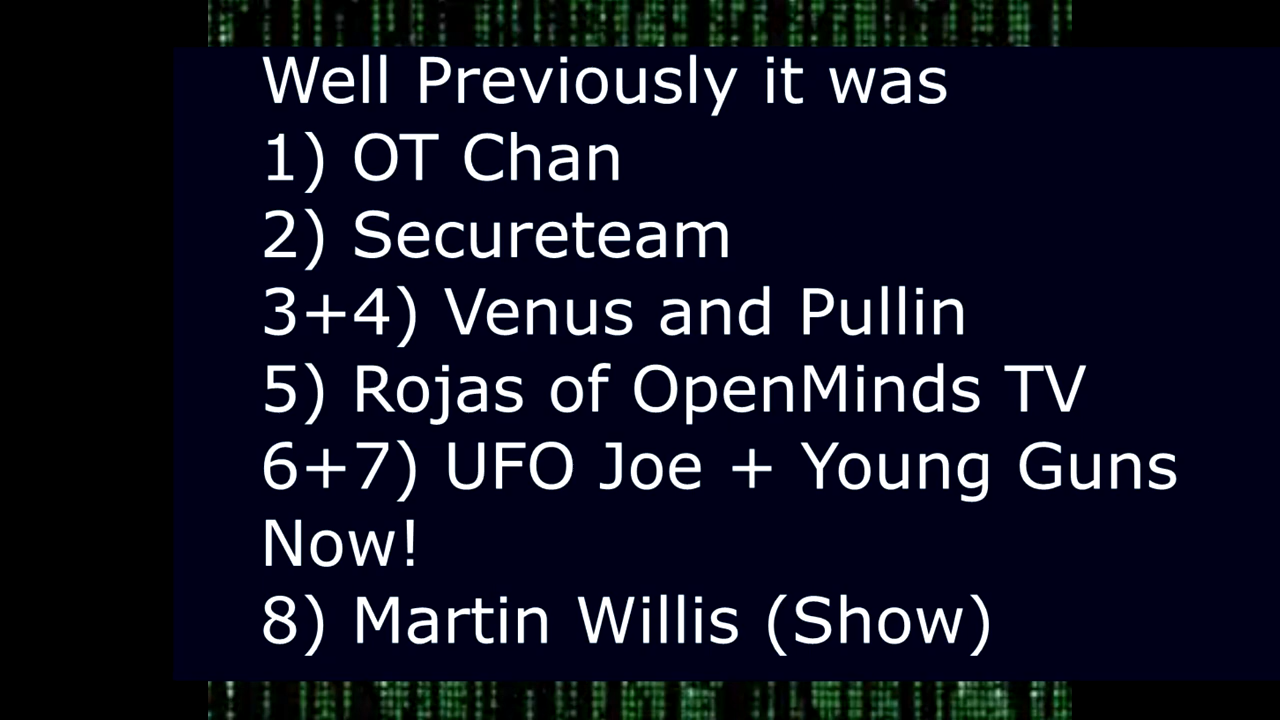 Well Previously it was
1) OT Chan
2) Secureteam
3+4) Venus and Pullin
5) Rojas of OpenMinds TV
6+7) UFO Joe + Young Guns
Now!
8) Martin Willis (Show)